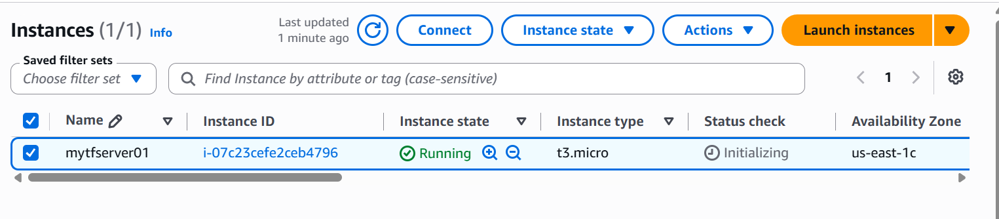 Instances (1/1) Info
Last updated
1 minute ago
Connect
Instance state
Actions
Launch instances
Saved filter sets
Choose filter set
Find Instance by attribute or tag (case-sensitive)
1
Name Instance ID Instance state Instance type Status check Availability Zone
mytfserver01 i-07c23cefe2ceb4796 Running t3.micro Initializing us-east-1c